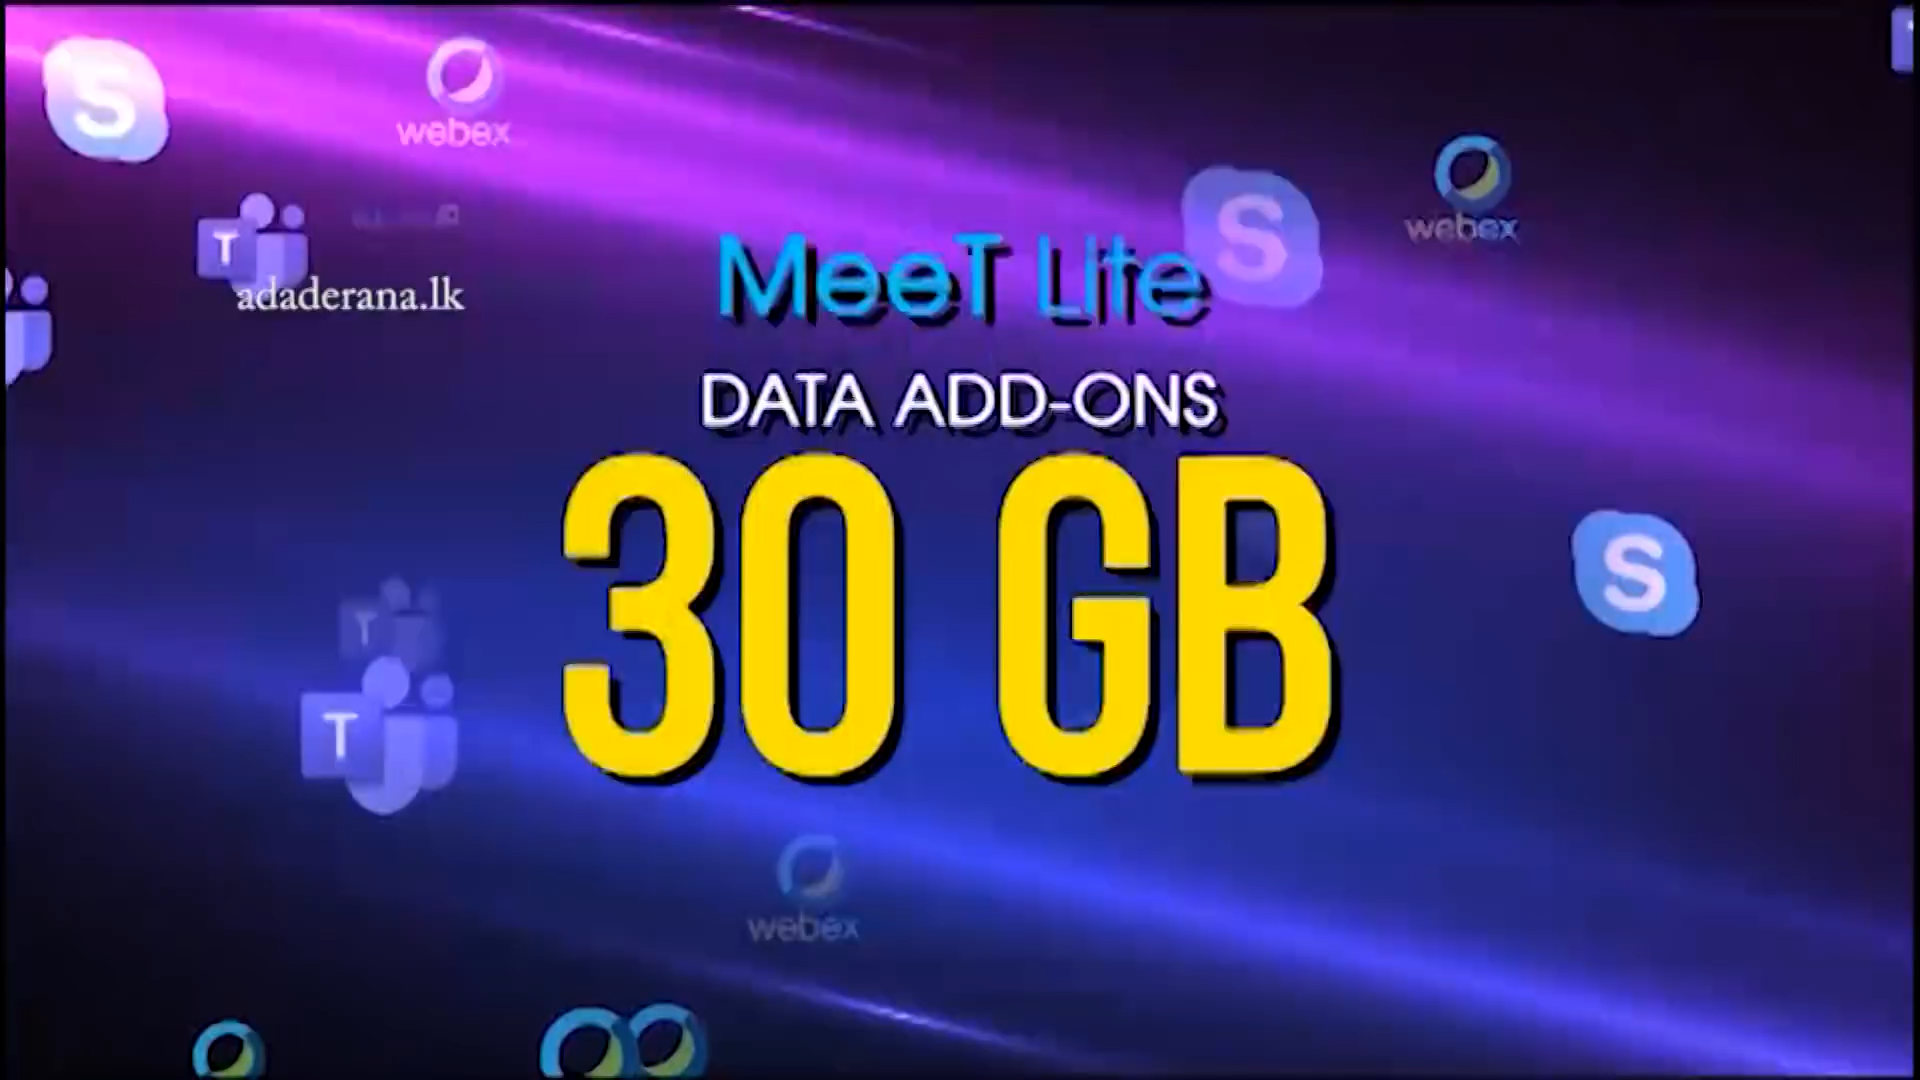 S
webex
S
webex
T
adaderana.lk
MeeT Lite
DATA ADD-ONS
30 GB
S
T
T
webex